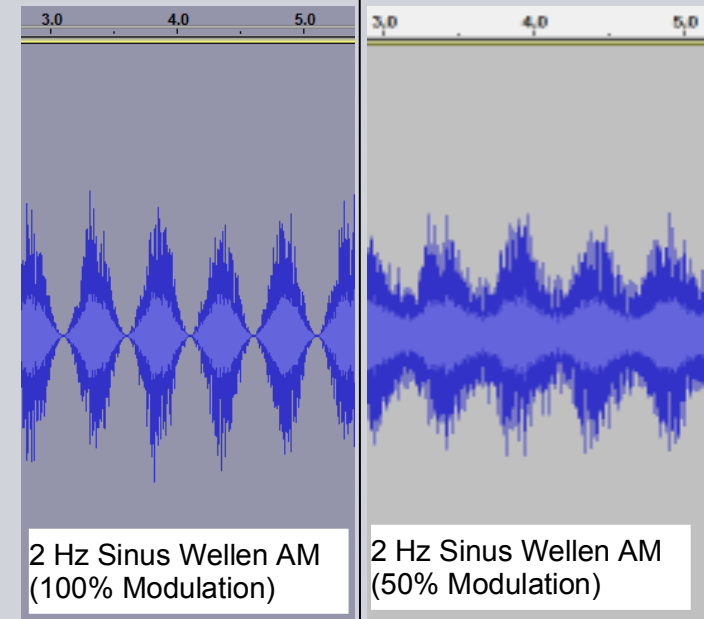 3.0 4.0 5.0
3,0 4,0 5,0
2 Hz Sinus Wellen AM
(100% Modulation)
2 Hz Sinus Wellen AM
(50% Modulation)